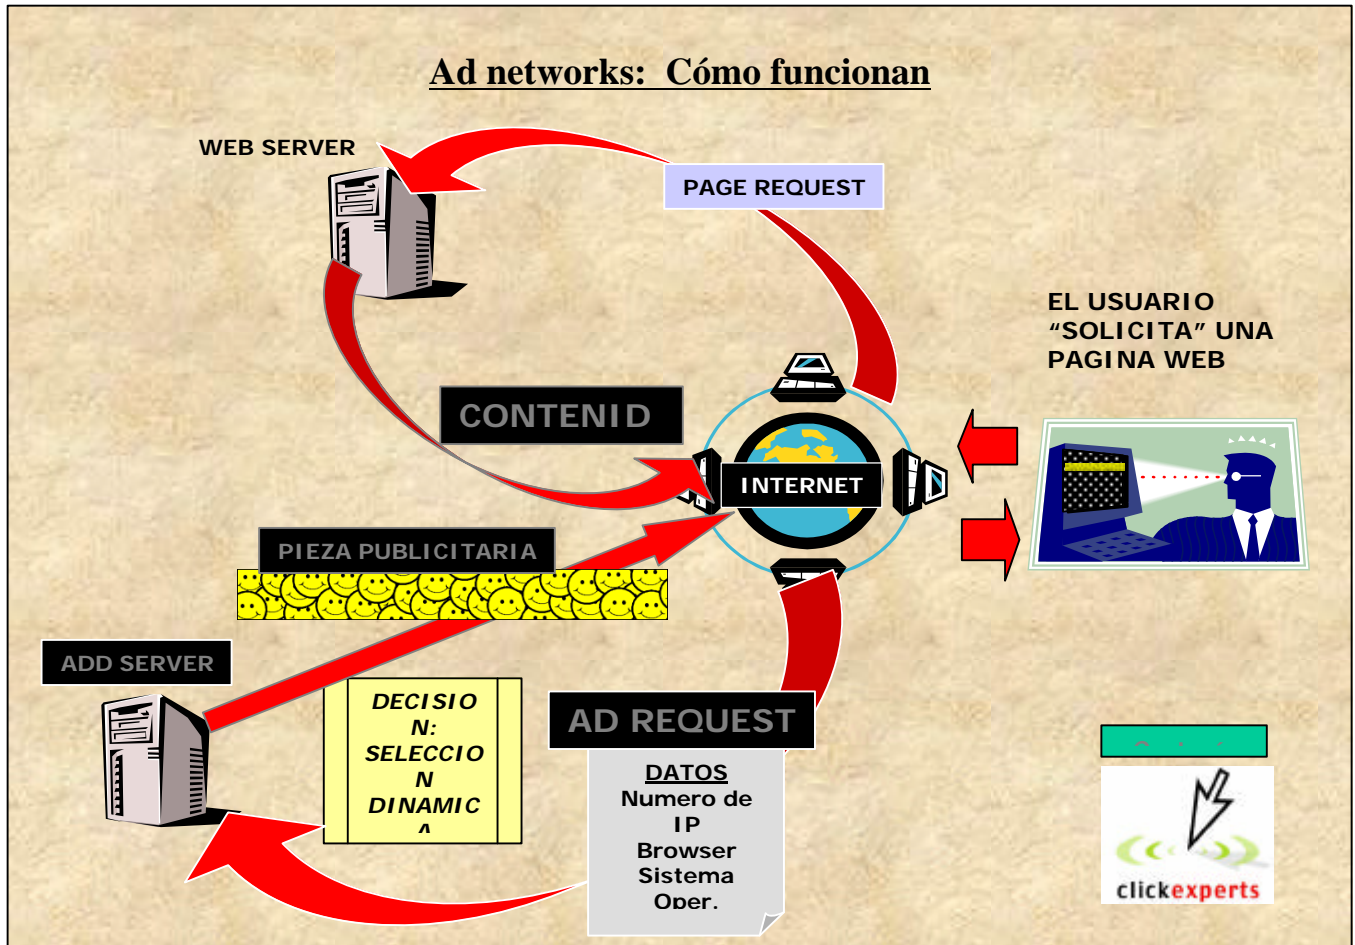 Ad networks:  Cómo funcionan
WEB SERVER
PAGE REQUEST
EL USUARIO
“SOLICITA” UNA
PAGINA WEB
CONTENID
INTERNET
PIEZA PUBLICITARIA
ADD SERVER
DECISIO
N:
SELECCIO
N
DINAMIC
A
AD REQUEST
DATOS
Numero de
IP
Browser
Sistema
Oper.
clickexperts